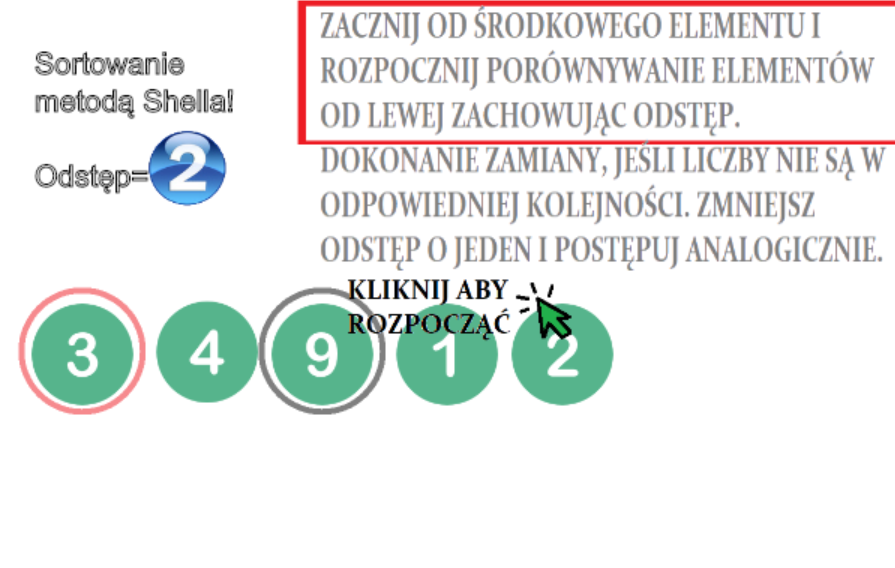 Sortowanie
metodą Shella!
Odstęp=2
ZACZNIJ OD ŚRODKOWEGO ELEMENTU I
ROZPOCZNIJ PORÓWNYWANIE ELEMENTÓW
OD LEWEJ ZACHOWUJĄC ODSTĘP.
DOKONANIE ZAMIANY, JEŚLI LICZBY NIE SĄ W
ODPOWIEDNIEJ KOLEJNOŚCI. ZMNIEJSZ
ODSTĘP O JEDEN I POSTĘPUJ ANALOGICZNIE.
KLIKNIJ ABY
ROZPOCZĄĆ
3 4 9 1 2